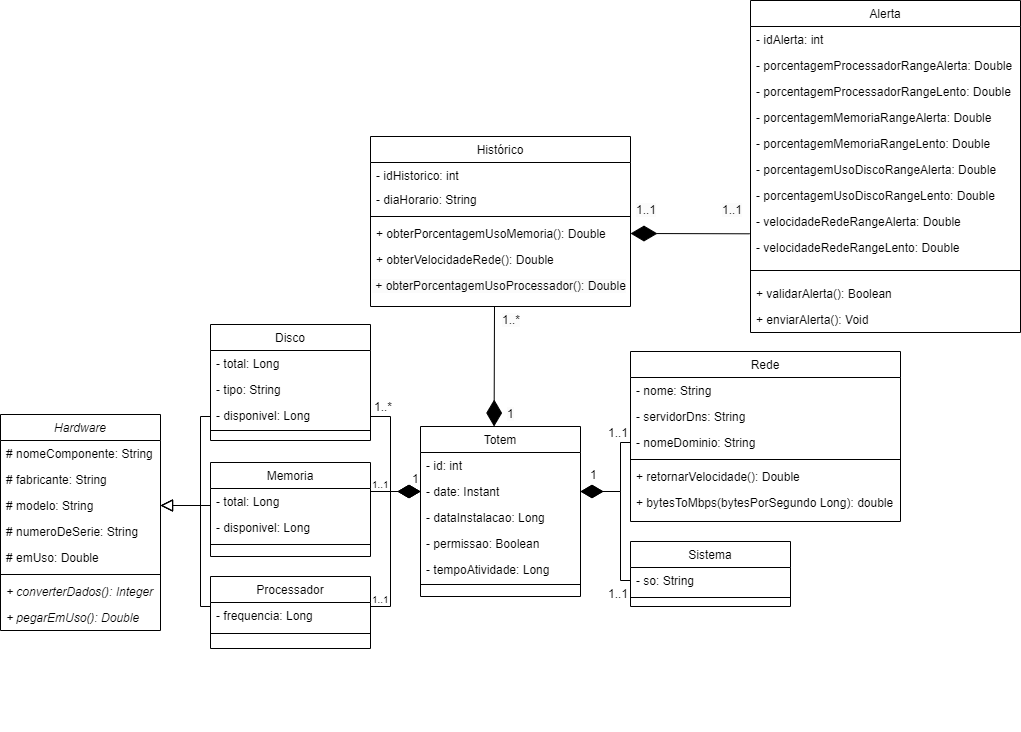 Alerta
- idAlerta: int
- porcentagemProcessadorRangeAlerta: Double
- porcentagemProcessadorRangeLento: Double
- porcentagemMemoriaRangeAlerta: Double
- porcentagemMemoriaRangeLento: Double
- porcentagemUsoDiscoRangeAlerta: Double
- porcentagemUsoDiscoRangeLento: Double
- velocidadeRedeRangeAlerta: Double
- velocidadeRedeRangeLento: Double
+ validarAlerta(): Boolean
+ enviarAlerta(): Void
Histórico
- idHistorico: int
- diaHorario: String
+ obterPorcentagemUsoMemoria(): Double
+ obterVelocidadeRede(): Double
+ obterPorcentagemUsoProcessador(): Double
1..1
1..1
1..*
1
Disco
- total: Long
- tipo: String
- disponivel: Long
1..*
Hardware
# nomeComponente: String
# fabricante: String
# modelo: String
# numeroDeSerie: String
# emUso: Double
+ converterDados(): Integer
+ pegarEmUso(): Double
Memoria
- total: Long
- disponivel: Long
1..1
1
Processador
- frequencia: Long
1..1
Totem
- id: int
- date: Instant
- dataInstalacao: Long
- permissao: Boolean
- tempoAtividade: Long
1
1..1
Rede
- nome: String
- servidorDns: String
- nomeDominio: String
+ retornarVelocidade(): Double
+ bytesToMbps(bytesPorSegundo Long): double
Sistema
- so: String
1..1